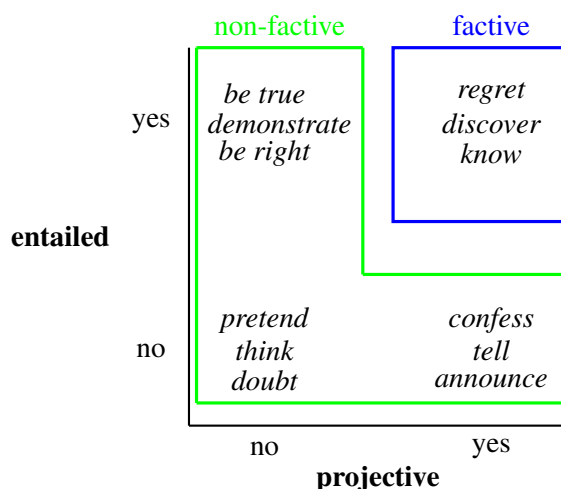 non-factive factive
be true regret
yes demonstrate discover
be right know
entailed
pretend confess
no think tell
doubt announce
no yes
projective